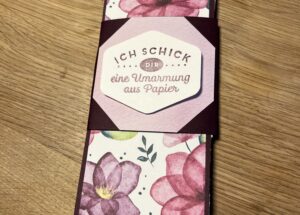 ICH SCHICK
DIR
eine Umarmung
aus Papier